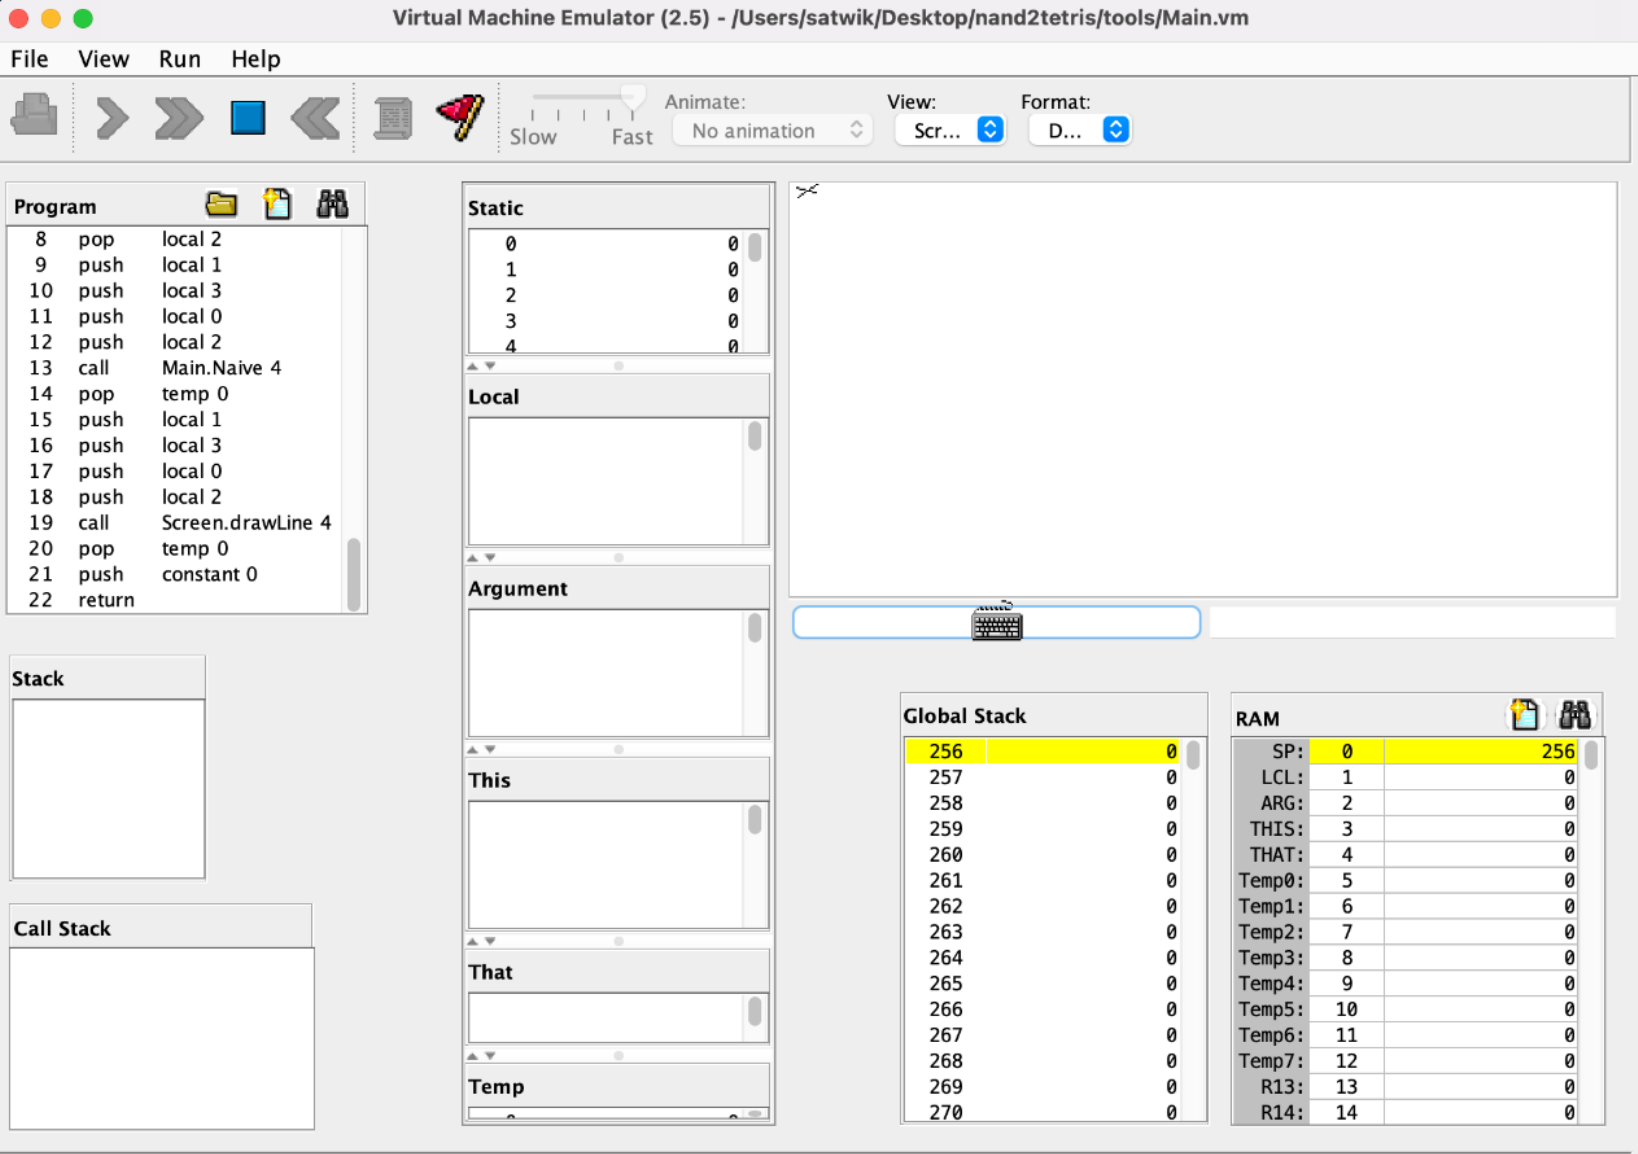 Virtual Machine Emulator (2.5) - /Users/satwik/Desktop/nand2tetris/tools/Main.vm
File View Run Help
Slow Fast
Animate:
No animation
View:
Scr...
Format:
D...
Program
8 pop local 2
9 push local 1
10 push local 3
11 push local 0
12 push local 2
13 call Main.Naive 4
14 pop temp 0
15 push local 1
16 push local 3
17 push local 0
18 push local 2
19 call Screen.drawLine 4
20 pop temp 0
21 push constant 0
22 return
Stack
Call Stack
Static
0 0
1 0
2 0
3 0
4 0
Local
Argument
This
That
Temp
Global Stack
256 0
257 0
258 0
259 0
260 0
261 0
262 0
263 0
264 0
265 0
266 0
267 0
268 0
269 0
270 0
RAM
SP: 0 256
LCL: 1 0
ARG: 2 0
THIS: 3 0
THAT: 4 0
Temp0: 5 0
Temp1: 6 0
Temp2: 7 0
Temp3: 8 0
Temp4: 9 0
Temp5: 10 0
Temp6: 11 0
Temp7: 12 0
R13: 13 0
R14: 14 0